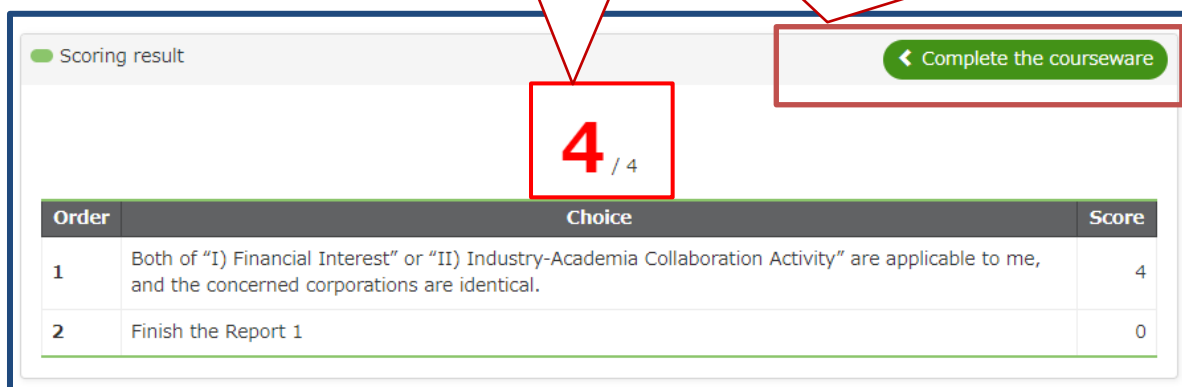 Scoring result
Complete the courseware
4 / 4
Order Choice Score
1 Both of “I) Financial Interest” or “II) Industry-Academia Collaboration Activity” are applicable to me, 4
and the concerned corporations are identical.
2 Finish the Report 1 0